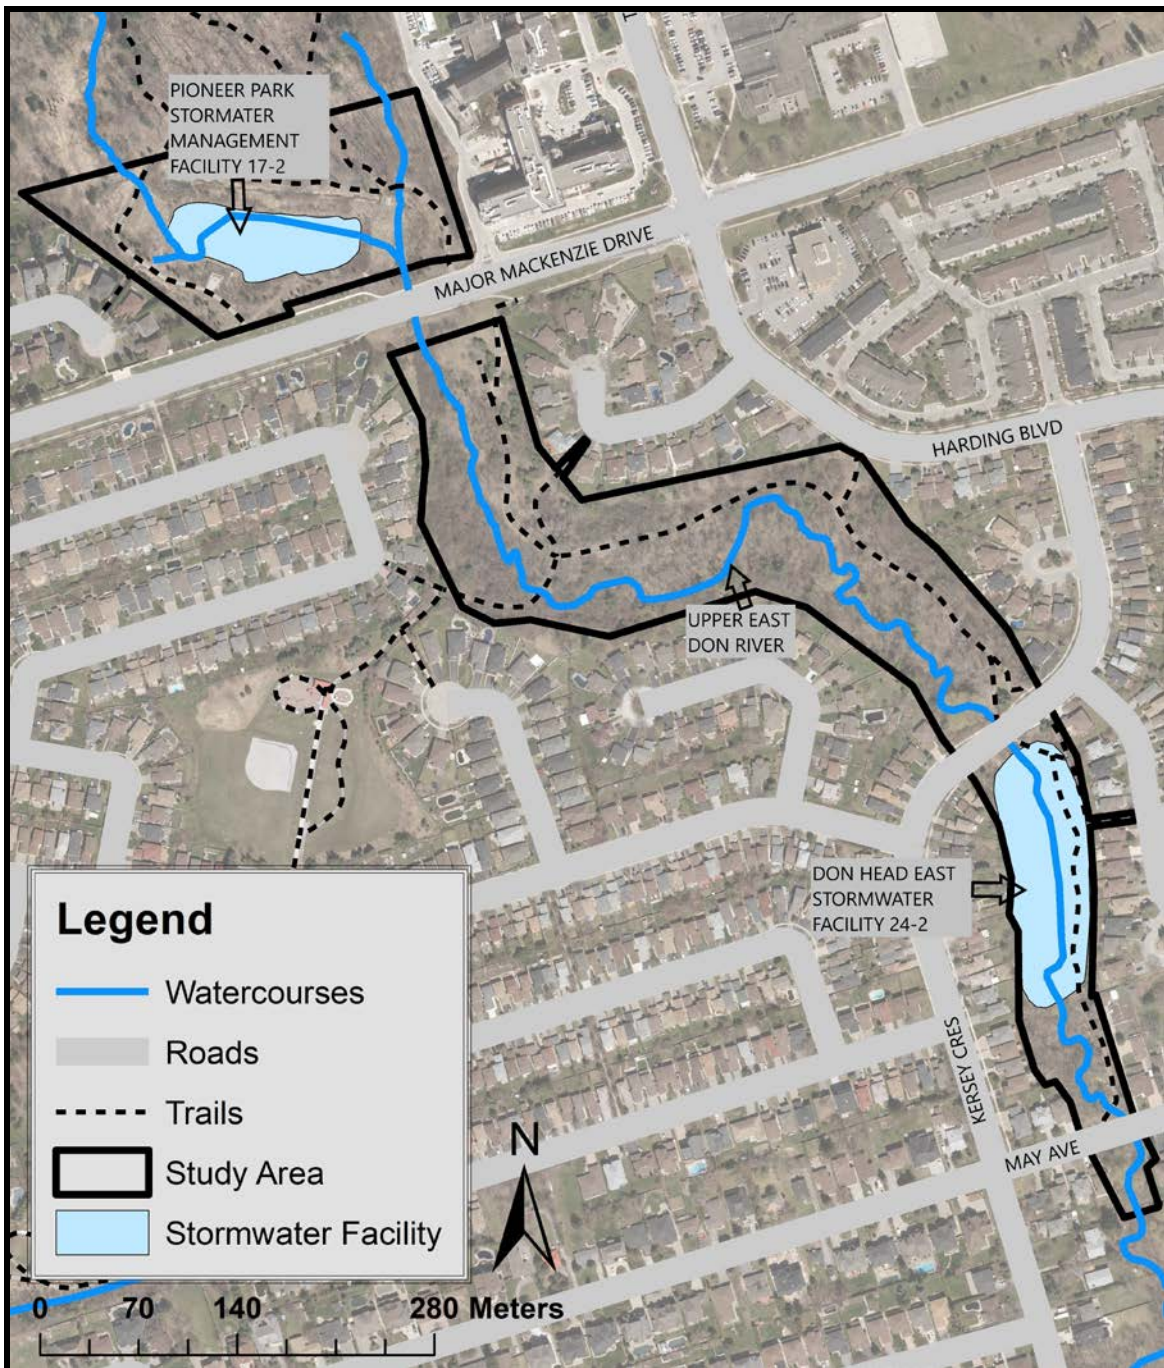 PIONEER PARK
STORMATER
MANAGEMENT
FACILITY 17-2
MAJOR MACKENZIE DRIVE
HARDING BLVD
UPPER EAST
DON RIVER
DON HEAD EAST
STORMWATER
FACILITY 24-2
KERSEY CRES
MAY AVE
Legend
Watercourses
Roads
Trails
Study Area
Stormwater Facility
N
0 70 140 280 Meters